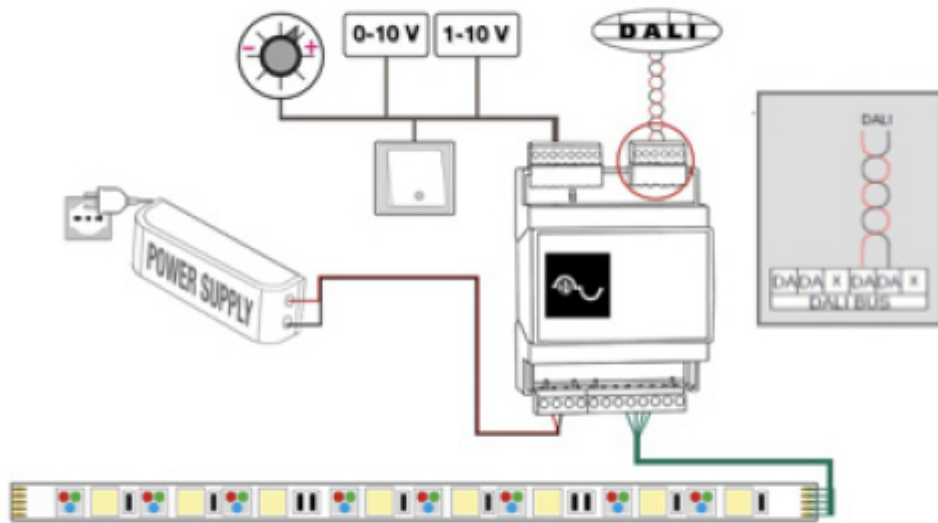 0-10 V
1-10 V
DALI
- +
DALI
POWER SUPPLY
DA DA X DA DA X
DALI BUS